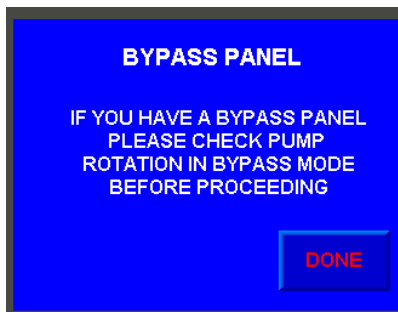 BYPASS PANEL
IF YOU HAVE A BYPASS PANEL
PLEASE CHECK PUMP
ROTATION IN BYPASS MODE
BEFORE PROCEEDING
DONE